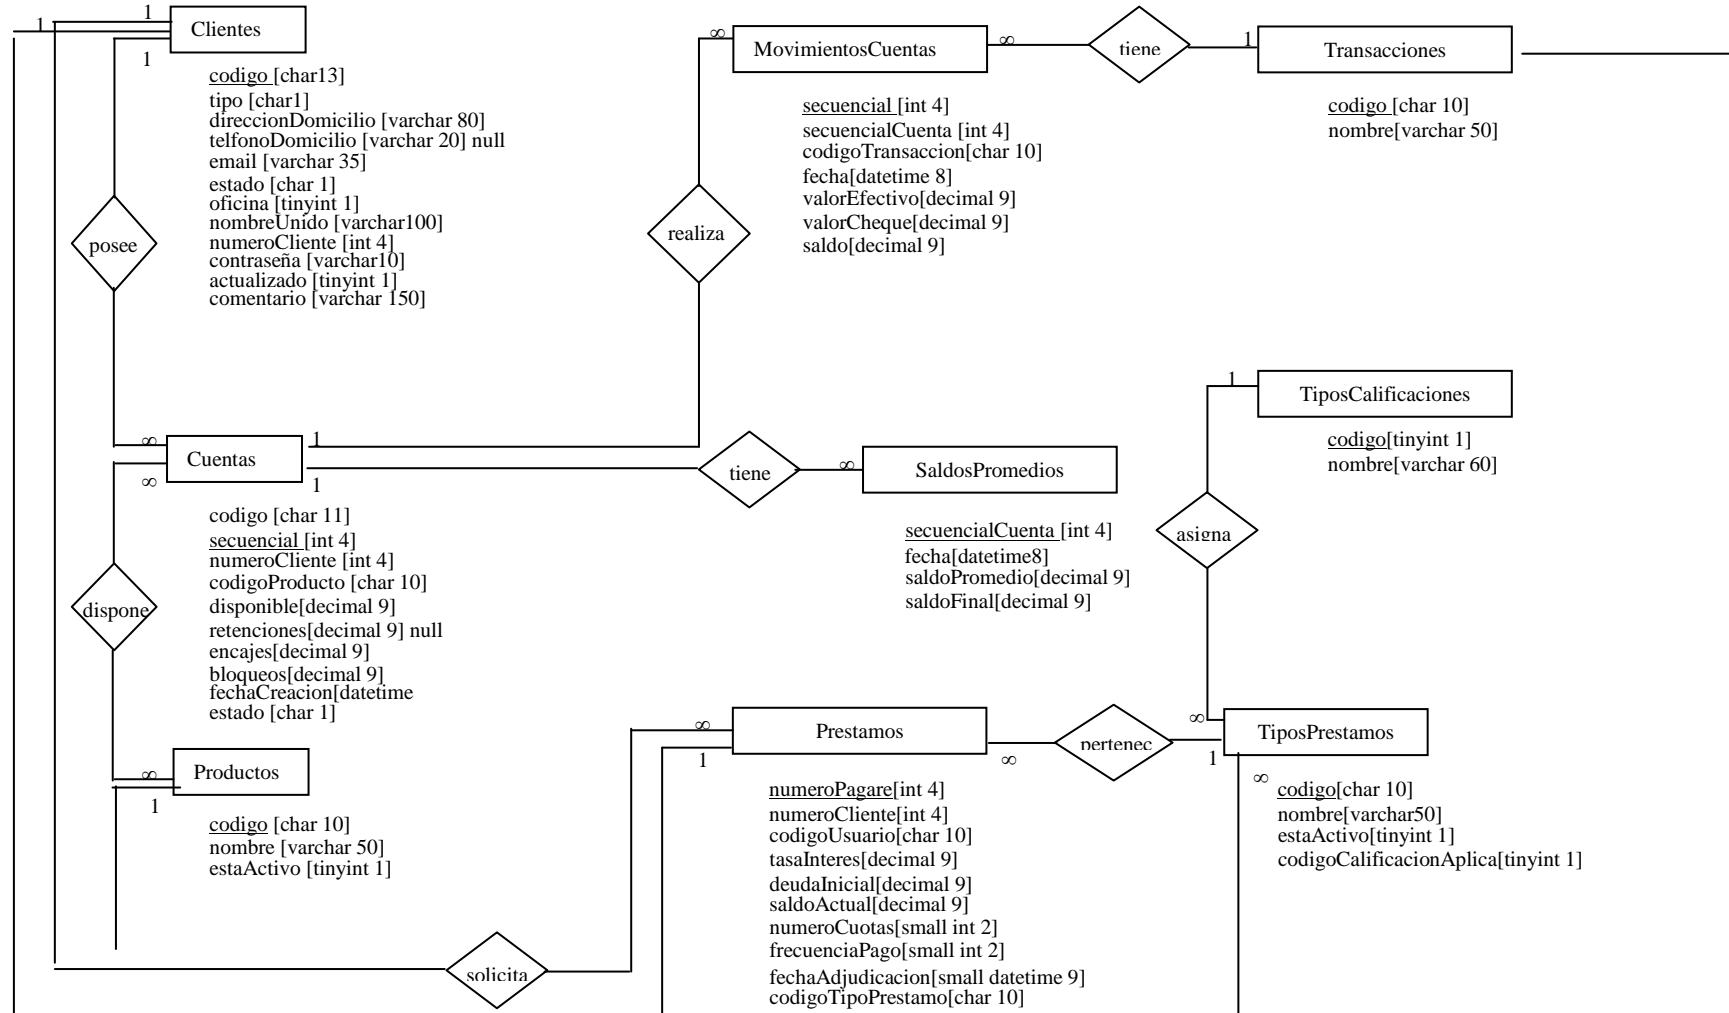 1
1
1
Clientes
codigo [char13]
tipo [char1]
direccionDomicilio [varchar 80]
telfonoDomicilio [varchar 20] null
email [varchar 35]
estado [char 1]
oficina [tinyint 1]
nombreUnido [varchar100]
numeroCliente [int 4]
contraseña [varchar10]
actualizado [tinyint 1]
comentario [varchar 150]
posee
∞
MovimientosCuentas
∞
tiene
1
Transacciones
secuencial [int 4]
secuencialCuenta [int 4]
codigoTransaccion[char 10]
fecha[datetime 8]
valorEfectivo[decimal 9]
valorCheque[decimal 9]
saldo[decimal 9]
codigo [char 10]
nombre[varchar 50]
realiza
1
TiposCalificaciones
codigo[tinyint 1]
nombre[varchar 60]
∞
Cuentas
1
∞
1
tiene
∞
SaldosPromedios
codigo [char 11]
secuencial [int 4]
numeroCliente [int 4]
codigoProducto [char 10]
disponible[decimal 9]
retenciones[decimal 9] null
encajes[decimal 9]
bloqueos[decimal 9]
fechaCreacion[datetime
estado [char 1]
secuencialCuenta [int 4]
fecha[datetime8]
saldoPromedio[decimal 9]
saldoFinal[decimal 9]
asigna
dispone
∞
Productos
1
codigo [char 10]
nombre [varchar 50]
estaActivo [tinyint 1]
∞
Prestamos
1
∞
pertenec
∞
TiposPrestamos
1
∞
numeroPagare[int 4]
numeroCliente[int 4]
codigoUsuario[char 10]
tasaInteres[decimal 9]
deudaInicial[decimal 9]
saldoActual[decimal 9]
numeroCuotas[small int 2]
frecuenciaPago[small int 2]
fechaAdjudicacion[small datetime 9]
codigoTipoPrestamo[char 10]
codigo[char 10]
nombre[varchar50]
estaActivo[tinyint 1]
codigoCalificacionAplica[tinyint 1]
solicita